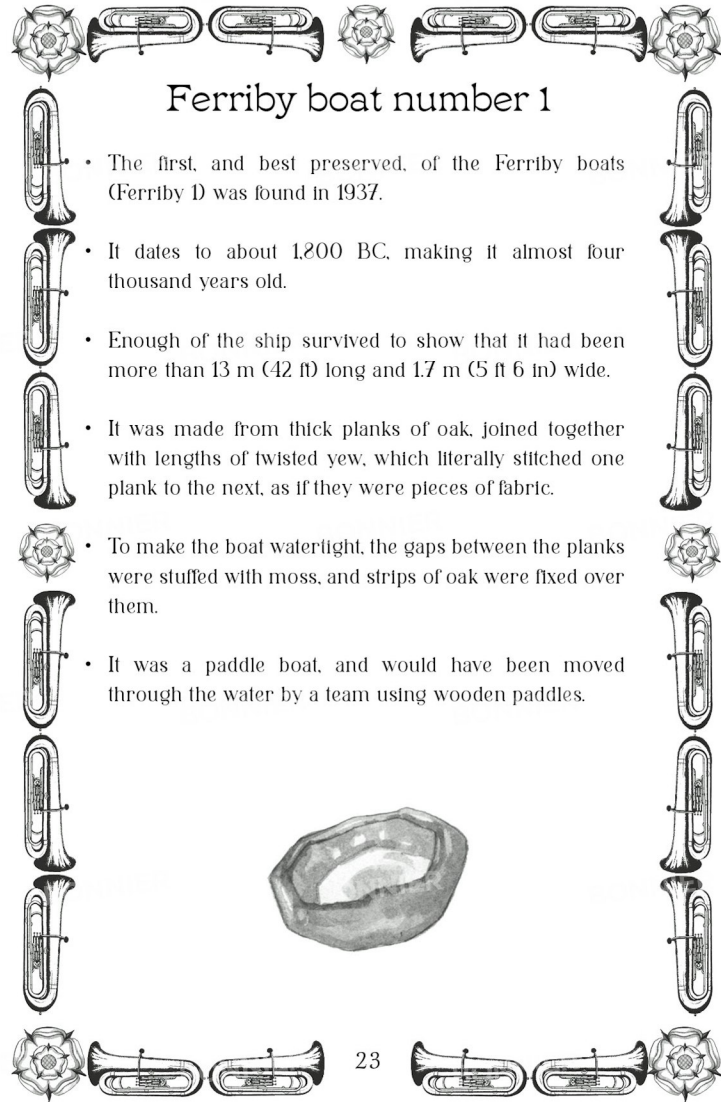 Ferriby boat number 1
• The first, and best preserved, of the Ferriby boats
(Ferriby 1) was found in 1937.
• It dates to about 1,800 BC, making it almost four
thousand years old.
• Enough of the ship survived to show that it had been
more than 13 m (42 ft) long and 1.7 m (5 ft 6 in) wide.
• It was made from thick planks of oak, joined together
with lengths of twisted yew, which literally stitched one
plank to the next, as if they were pieces of fabric.
• To make the boat watertight, the gaps between the planks
were stuffed with moss, and strips of oak were fixed over
them.
• It was a paddle boat, and would have been moved
through the water by a team using wooden paddles.
23